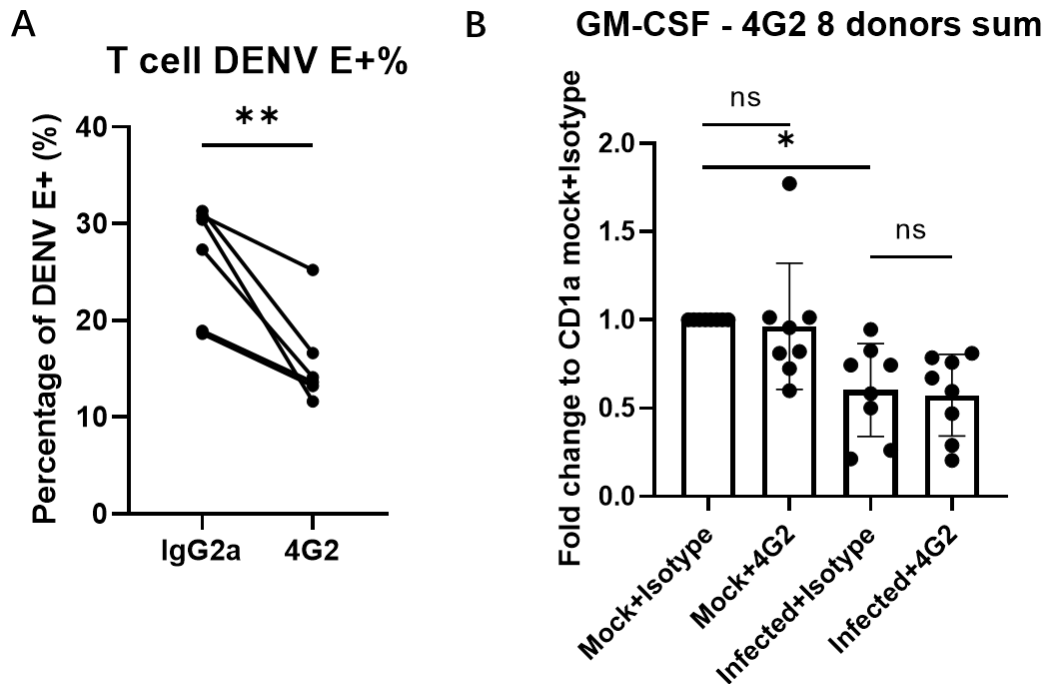 A
T cell DENV E+%
**
Percentage of DENV E+ (%)
40
30
20
10
0
IgG2a
4G2
B
GM-CSF - 4G2 8 donors sum
ns
*
ns
Fold change to CD1a mock+Isotype
2.0
1.5
1.0
0.5
0.0
Mock+Isotype
Mock+4G2
Infected+Isotype
Infected+4G2